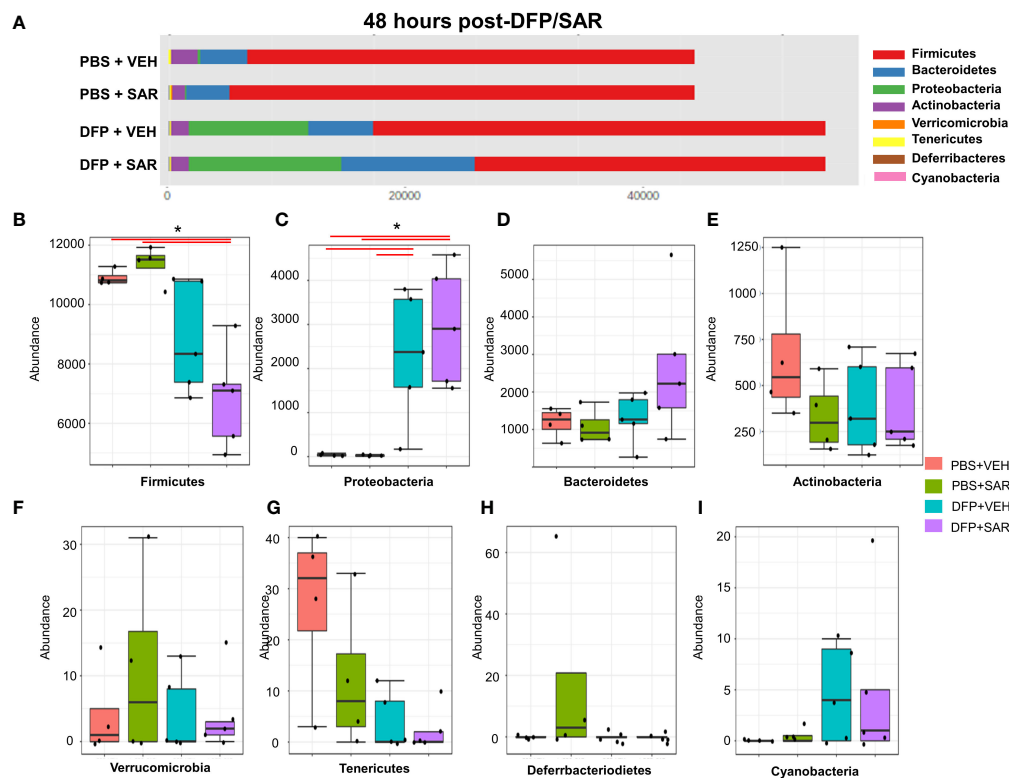 48 hours post-DFP/SAR
A
PBS + VEH
PBS + SAR
DFP + VEH
DFP + SAR
0
20000
40000
Firmicutes
Bacteroidetes
Proteobacteria
Actinobacteria
Verricomicrobia
Tenericutes
Deferribacteres
Cyanobacteria
B
*
12000
10000
8000
6000
Abundance
Firmicutes
C
*
4000
3000
2000
1000
0
Abundance
Proteobacteria
D
5000
4000
3000
2000
1000
Abundance
Bacteroidetes
E
1250
1000
750
500
250
Abundance
Actinobacteria
PBS+VEH
PBS+SAR
DFP+VEH
DFP+SAR
F
30
20
10
0
Abundance
Verrucomicrobia
G
40
30
20
10
0
Abundance
Tenericutes
H
60
40
20
0
Abundance
Deferrbacteriodietes
I
20
15
10
5
0
Abundance
Cyanobacteria